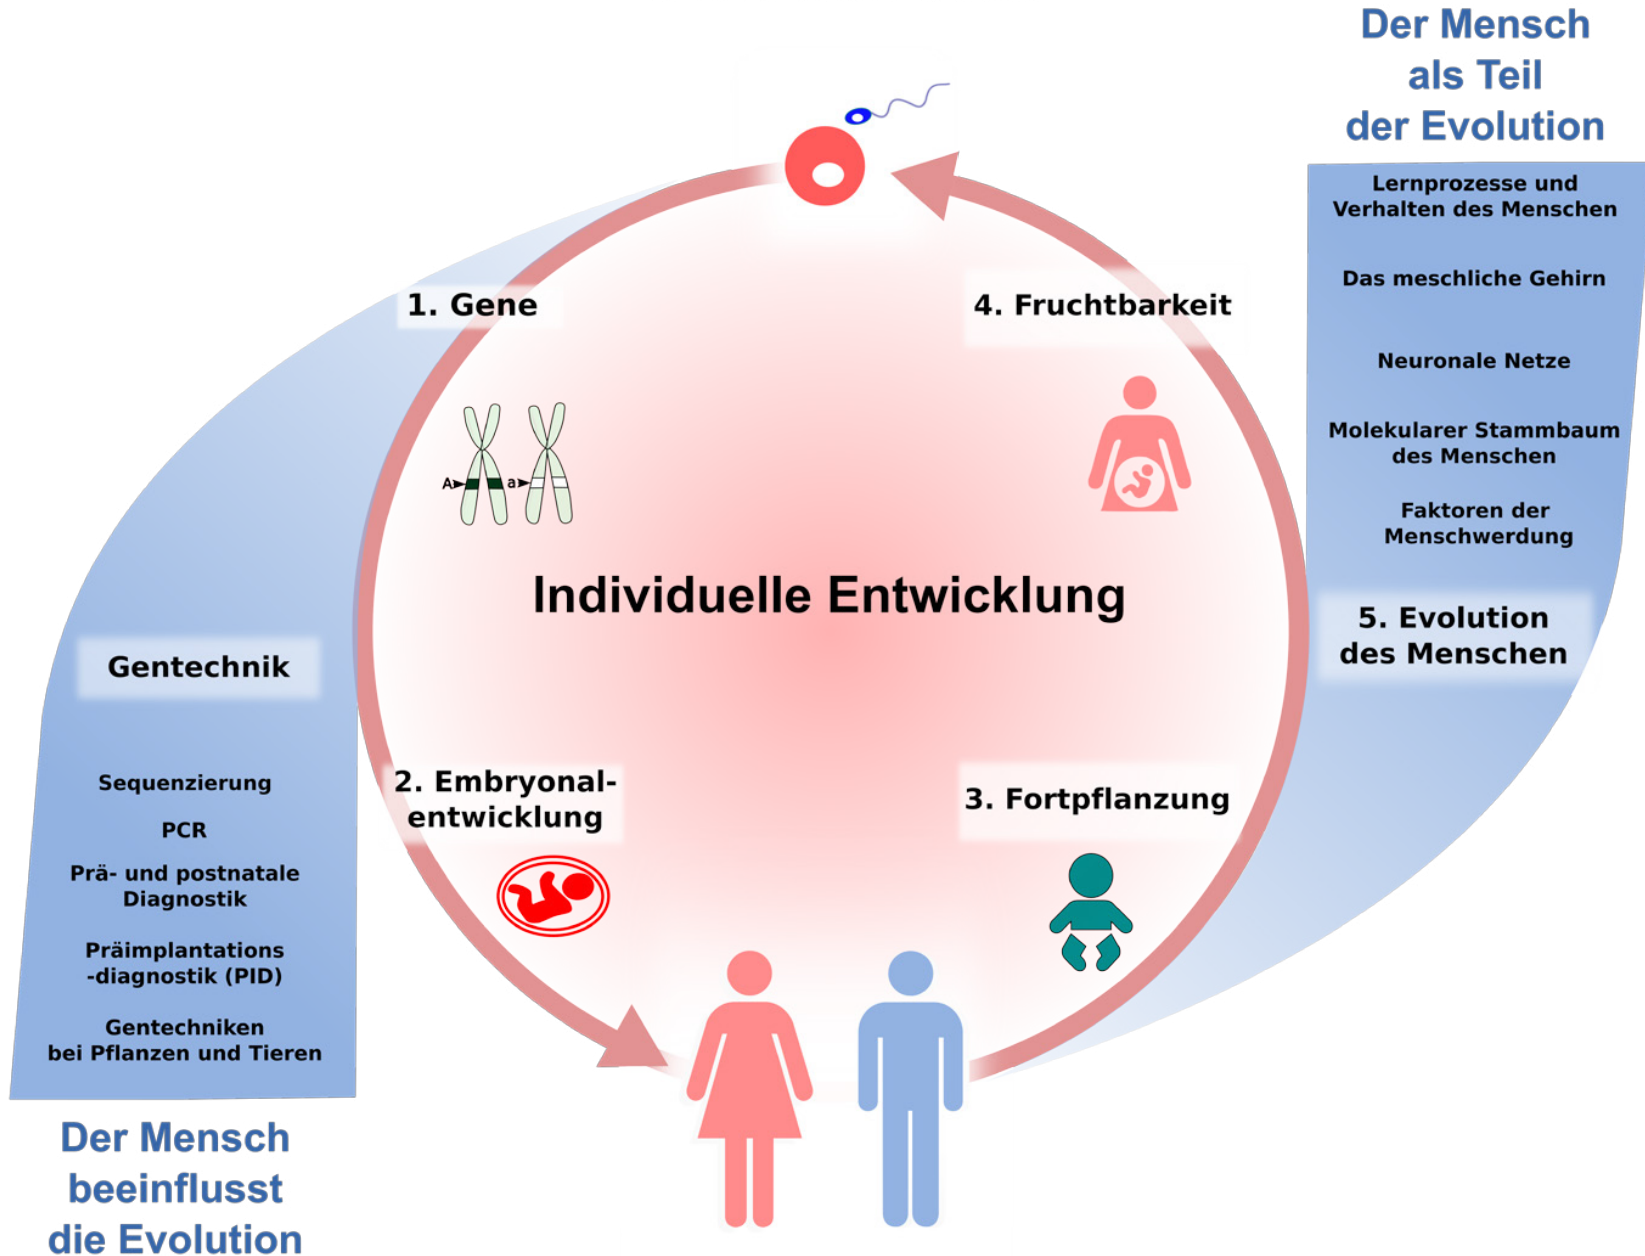 Der Mensch
als Teil
der Evolution
Lernprozesse und
Verhalten des Menschen
Das meschliche Gehirn
Neuronale Netze
Molekularer Stammbaum
des Menschen
Faktoren der
Menschwerdung
5. Evolution
des Menschen
1. Gene
4. Fruchtbarkeit
A
a
Individuelle Entwicklung
2. Embryonal-
entwicklung
3. Fortpflanzung
Gentechnik
Sequenzierung
PCR
Prä- und postnatale
Diagnostik
Präimplantations
-diagnostik (PID)
Gentechniken
bei Pflanzen und Tieren
Der Mensch
beeinflusst
die Evolution